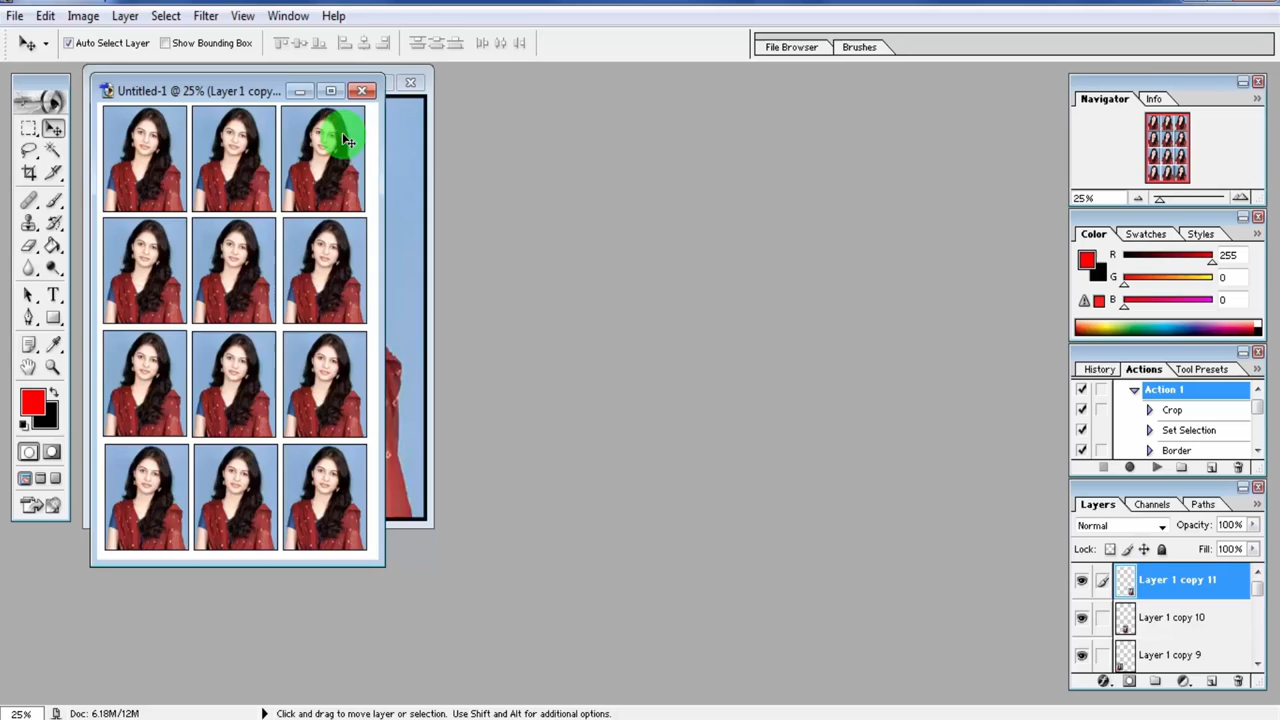 File Edit Image Layer Select Filter View Window Help
Auto Select Layer Show Bounding Box File Browser Brushes
Untitled-1 @ 25% (Layer 1 copy...
Navigator Info
25%
Color Swatches Styles
R 255
G 0
B 0
History Actions Tool Presets
Action 1
Crop
Set Selection
Border
Layers Channels Paths
Normal Opacity: 100%
Lock: Fill: 100%
Layer 1 copy 11
Layer 1 copy 10
Layer 1 copy 9
25% Doc: 6.18M/12M Click and drag to move layer or selection. Use Shift and Alt for additional options.